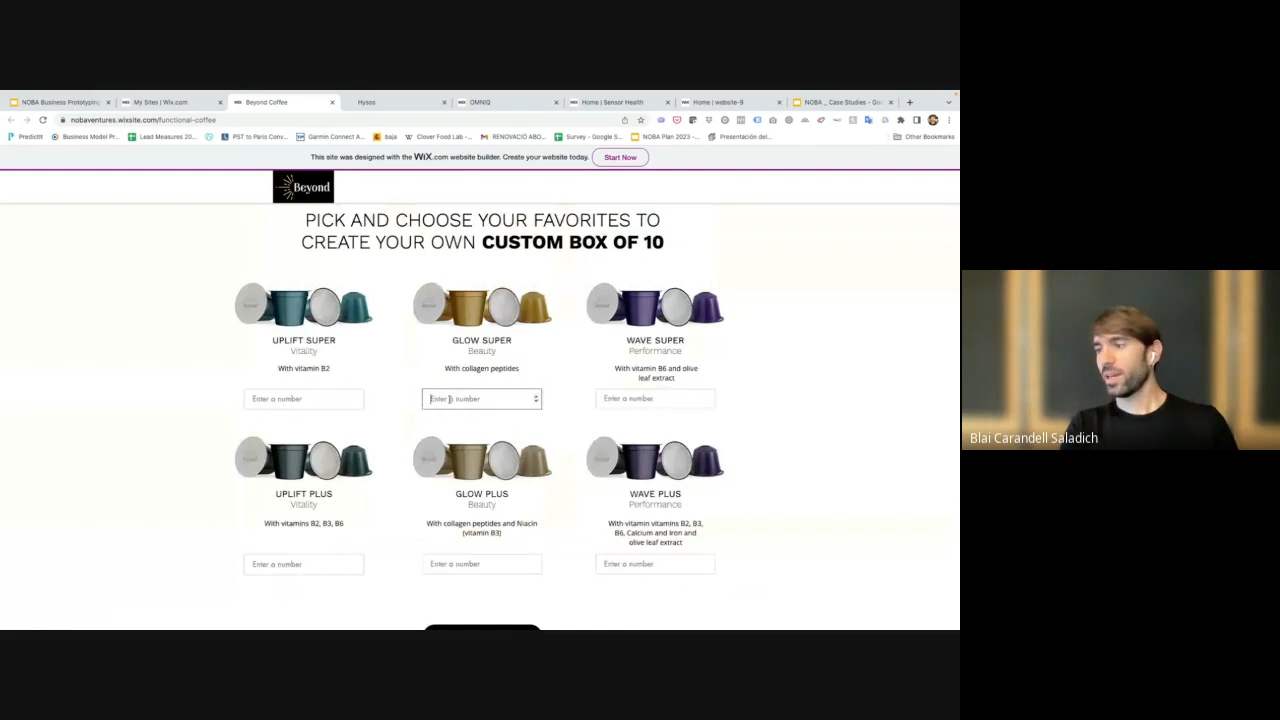 NOBA Business Prototyping
My Sites | Wix.com
Beyond Coffee
Hysos
OMNIQ
Home | Sensor Health
Home | website-9
NOBA _ Case Studies - Go
nobaventures.wixsite.com/functional-coffee
PredictIt
Business Model Pr...
Lead Measures 20...
PST to Paris Conv...
Garmin Connect A...
baja
Clover Food Lab -...
RENOVACIÓ ABO...
Survey - Google S...
NOBA Plan 2023 -...
Presentación del...
Other Bookmarks
This site was designed with the WiX.com website builder. Create your website today.
Start Now
Beyond
PICK AND CHOOSE YOUR FAVORITES TO
CREATE YOUR OWN CUSTOM BOX OF 10
UPLIFT SUPER
Vitality
With vitamin B2
Enter a number
GLOW SUPER
Beauty
With collagen peptides
Enter a number
WAVE SUPER
Performance
With vitamin B6 and olive
leaf extract
Enter a number
UPLIFT PLUS
Vitality
With vitamins B2, B3, B6
Enter a number
GLOW PLUS
Beauty
With collagen peptides and Niacin
(vitamin B3)
Enter a number
WAVE PLUS
Performance
With vitamin vitamins B2, B3,
B6, Calcium and Iron and
olive leaf extract
Enter a number
Blai Carandell Saladich